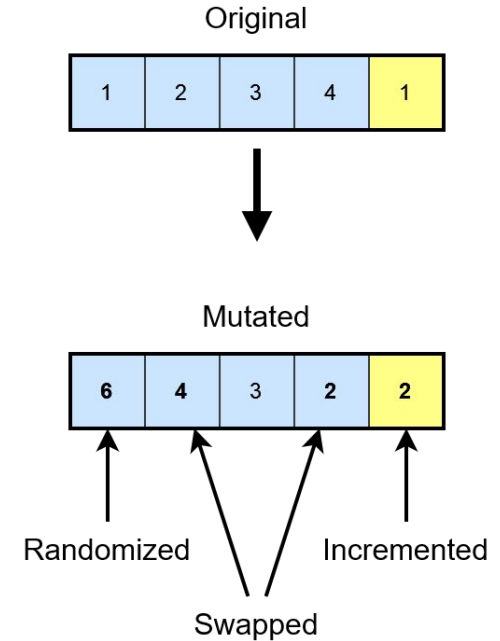 Original
1 2 3 4 1
Mutated
6 4 3 2 2
Randomized Incremented
Swapped